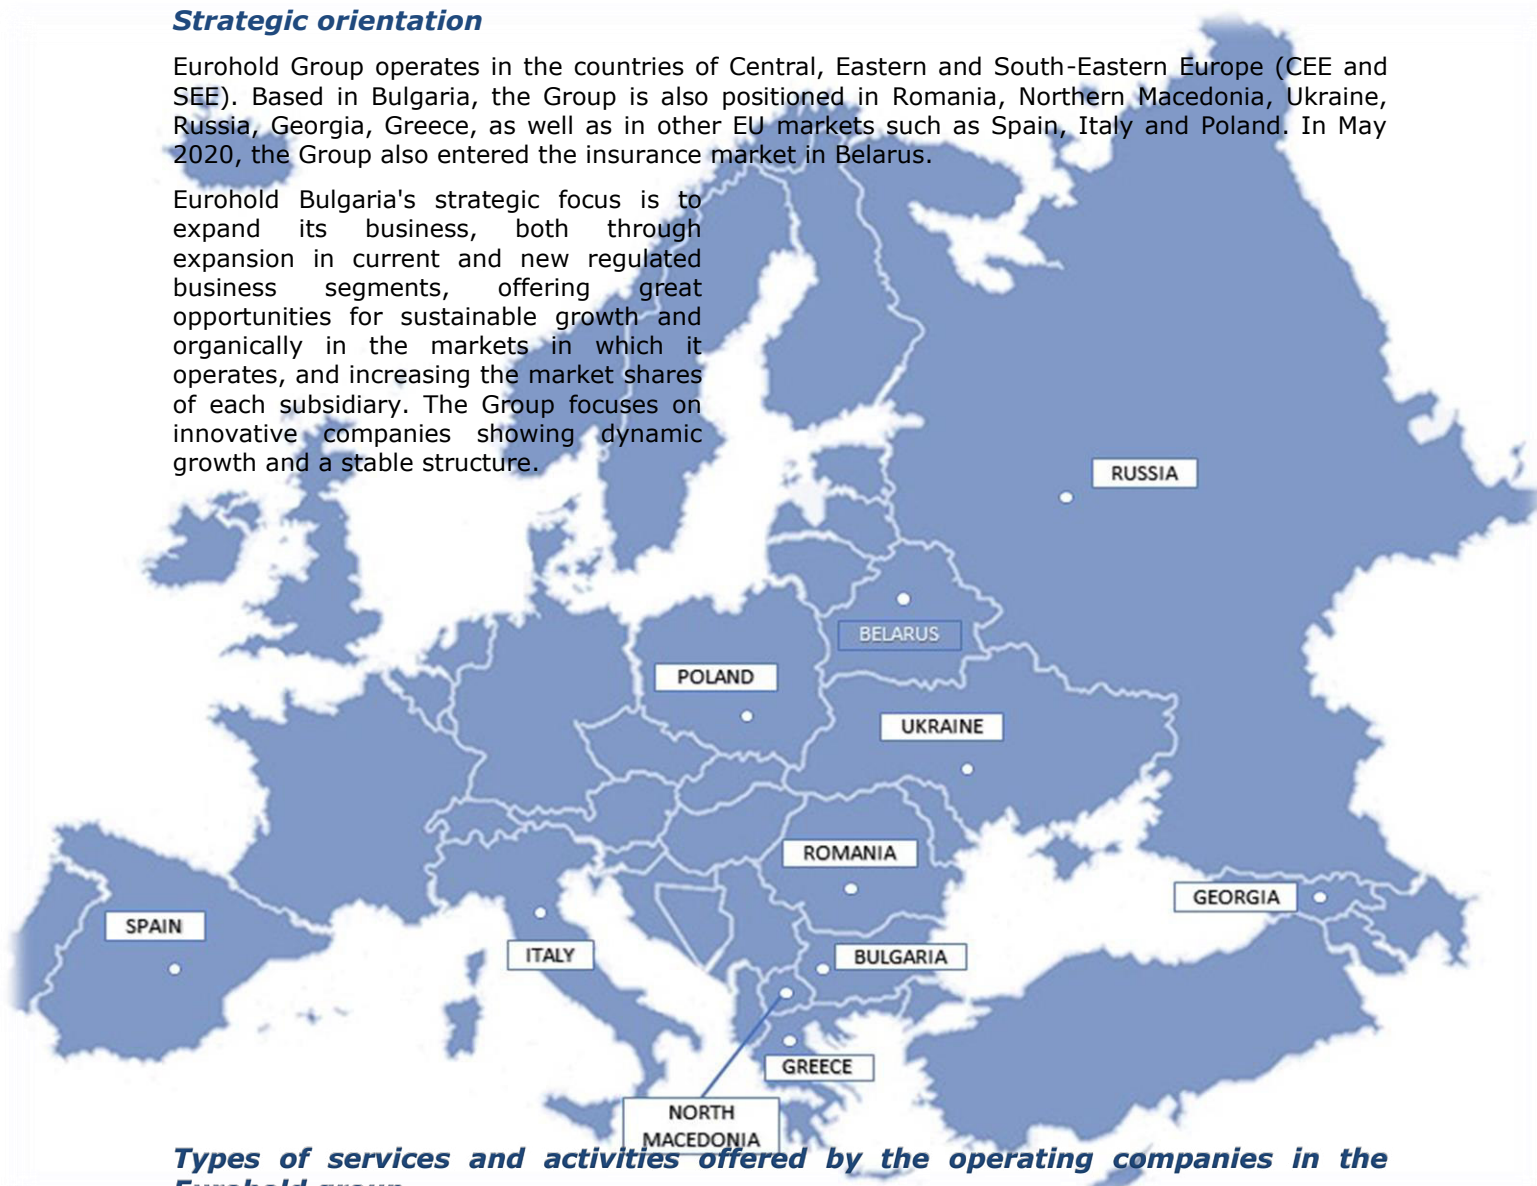 Strategic orientation
Eurohold Group operates in the countries of Central, Eastern and South-Eastern Europe (CEE and
SEE). Based in Bulgaria, the Group is also positioned in Romania, Northern Macedonia, Ukraine,
Russia, Georgia, Greece, as well as in other EU markets such as Spain, Italy and Poland. In May
2020, the Group also entered the insurance market in Belarus.
Eurohold Bulgaria's strategic focus is to
expand its business, both through
expansion in current and new regulated
business segments, offering great
opportunities for sustainable growth and
organically in the markets in which it
operates, and increasing the market shares
of each subsidiary. The Group focuses on
innovative companies showing dynamic
growth and a stable structure.
RUSSIA
BELARUS
POLAND
UKRAINE
ROMANIA
GEORGIA
SPAIN
ITALY
BULGARIA
GREECE
NORTH
MACEDONIA
Types of services and activities offered by the operating companies in the
Eurohold group